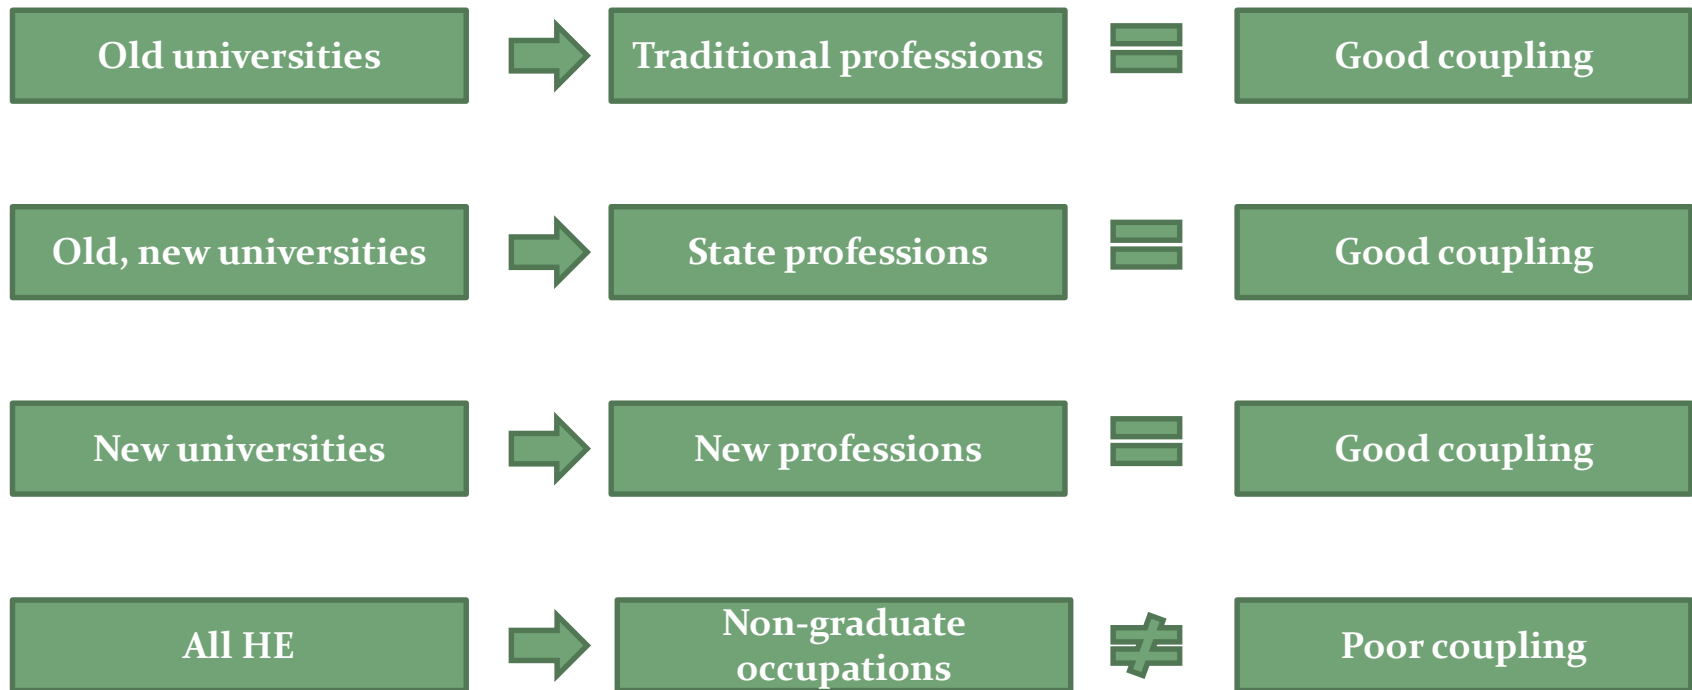 Old universities
Traditional professions
Good coupling
Old, new universities
State professions
Good coupling
New universities
New professions
Good coupling
All HE
Non-graduate
occupations
Poor coupling